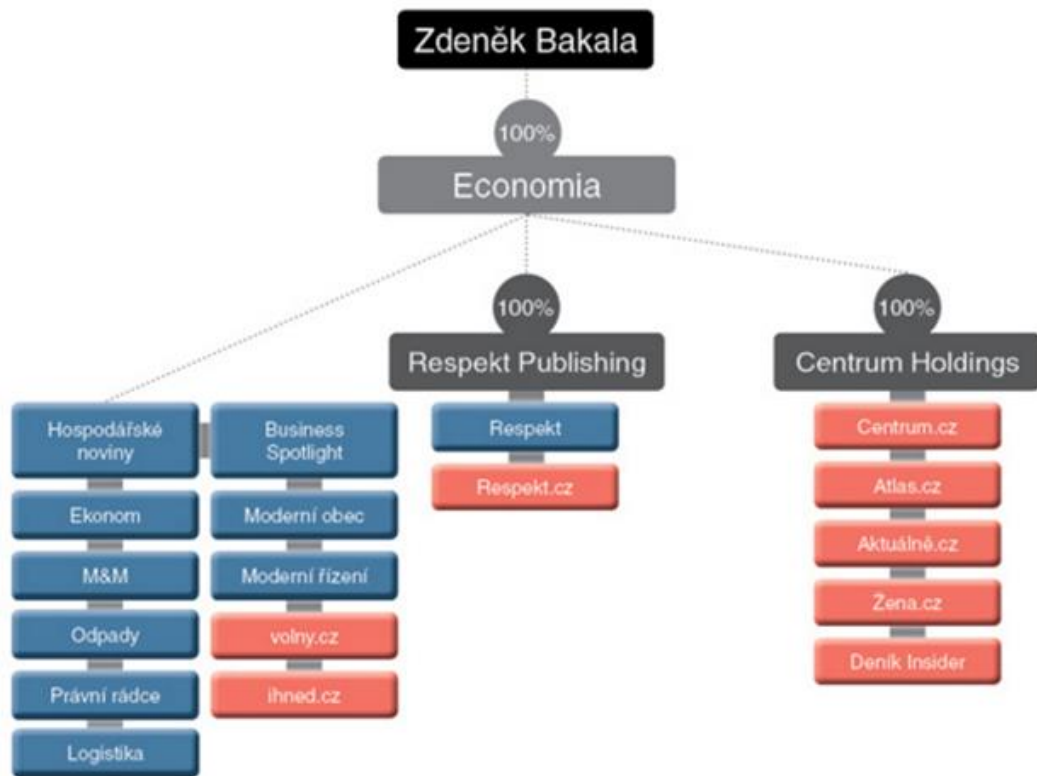 Zdeněk Bakala
100%
Economia
100%
Respekt Publishing
100%
Centrum Holdings
Hospodářské
noviny
Ekonom
M&M
Odpady
Právní rádce
Logistika
Business
Spotlight
Moderní obec
Moderní řízení
volny.cz
ihned.cz
Respekt
Respekt.cz
Centrum.cz
Atlas.cz
Aktuálně.cz
Žena.cz
Deník Insider